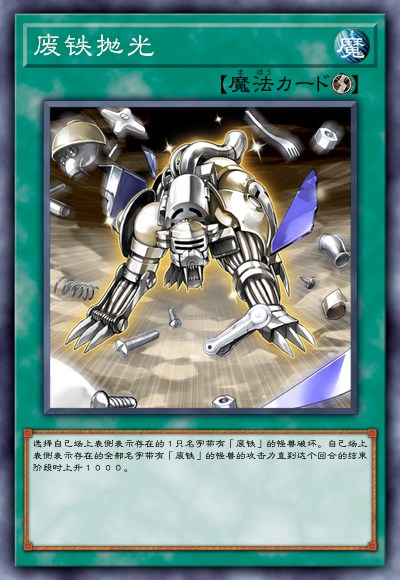 废铁抛光
魔
【魔法カード】
まほう
选择自己场上表侧表示存在的1只名字带有「废铁」的怪兽破坏。自己场上
表侧表示存在的全部名字带有「废铁」的怪兽的攻击力直到这个回合的结束
阶段时上升1000。